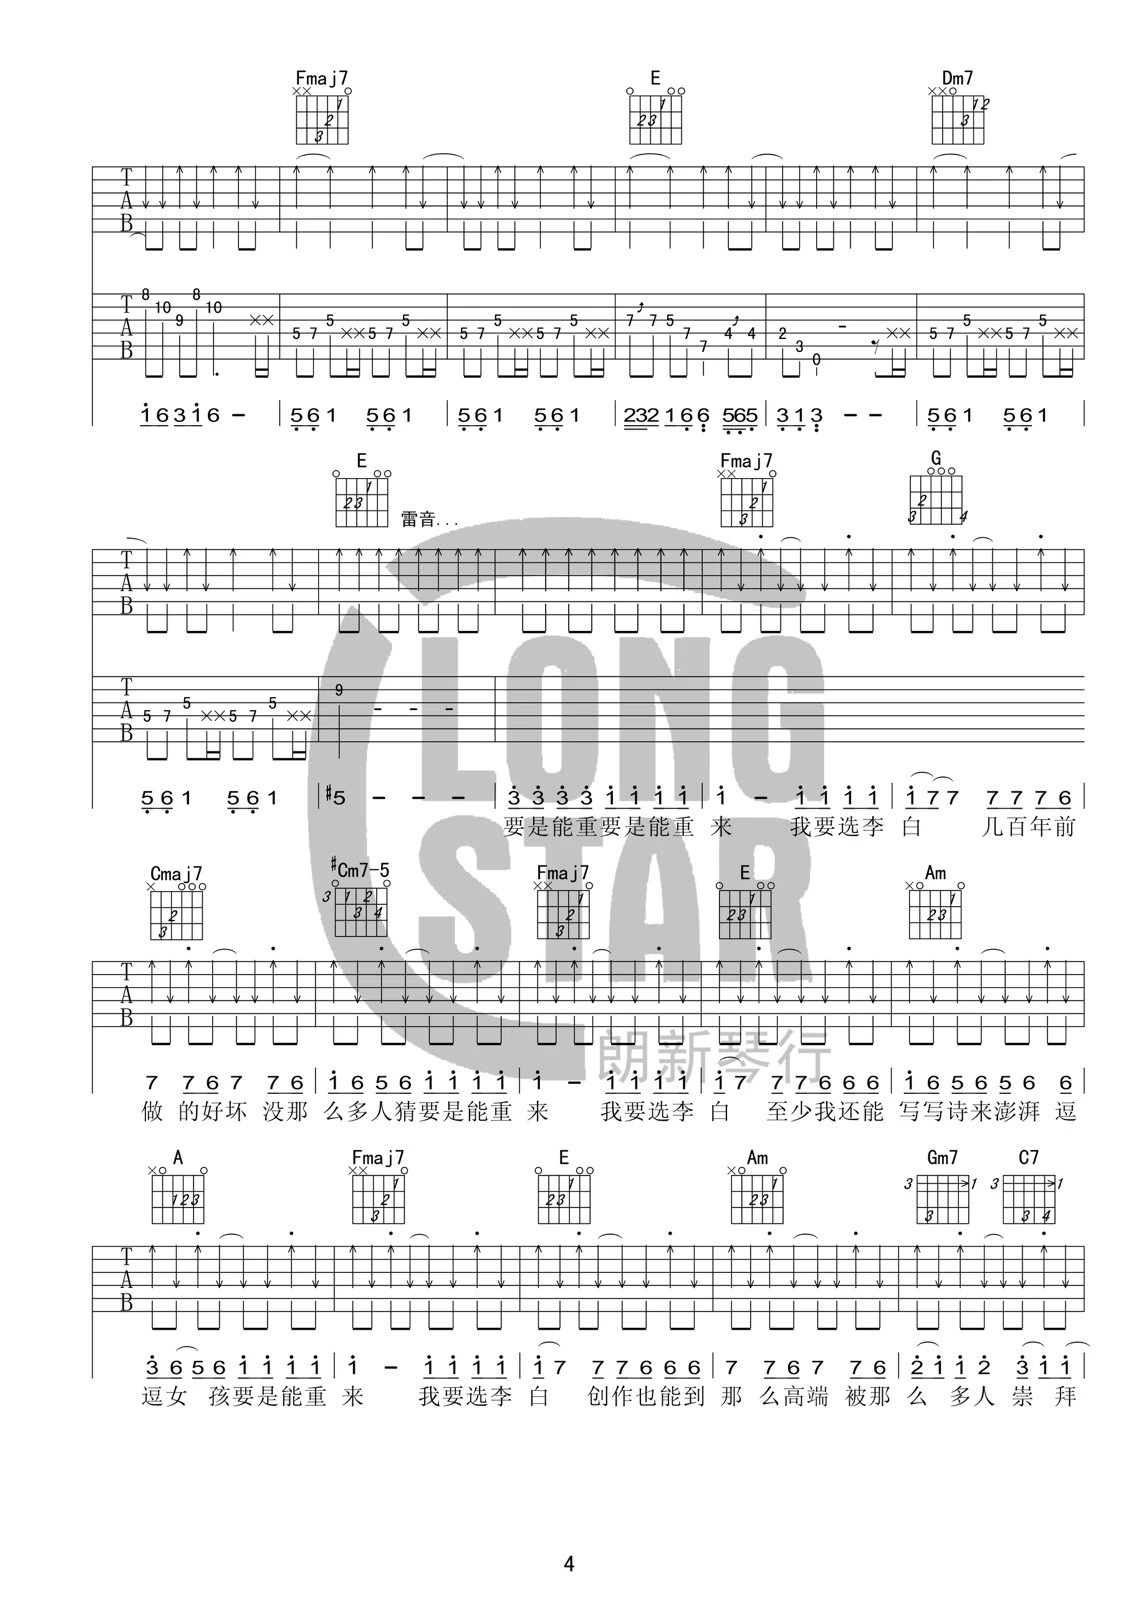 Fmaj7 E Dm7
8 10 9 8 10 ×× 5 7 5 ×× 5 7 5 ×× 5 7 5 ×× 5 7 5 ×× 7 7 5 7 7 4 4 2 3 0 - ×× 5 7 5 ×× 5 7 5 ××
1 6 3 1 6 - | 5 6 1 5 6 1 | 5 6 1 5 6 1 | 2 3 2 1 6 6 5 6 5 | 3 1 3 - - | 5 6 1 5 6 1
E Fmaj7 G
雷音...
5 7 5 ×× 5 7 5 ×× 9 - - -
5 6 1 5 6 1 | #5 - - - | 3 3 3 3 1 1 1 1 | 1 - 1 1 1 1 | 1 7 7 7 7 7 6
要是能重要是能重 来 我要选李 白 几百年前
Cmaj7 #Cm7-5 Fmaj7 E Am
7 7 6 7 7 6 | 1 6 5 6 1 1 1 1 | 1 - 1 1 1 1 | 1 7 7 7 6 6 6 | 1 6 5 6 5 6 6
做 的好坏 没那 么多人猜要是能重 来 我要选李 白 至少我还能 写写诗来澎湃 逗
A Fmaj7 E Am Gm7 C7
3 6 5 6 1 1 1 1 | 1 - 1 1 1 1 | 1 7 7 7 6 6 6 | 7 7 6 7 7 6 | 2 1 1 2 3 1 1
逗女 孩要是能重 来 我要选李 白 创作也能到 那 么高端 被那 么 多人 崇 拜
LONG
STAR
朗新琴行
4